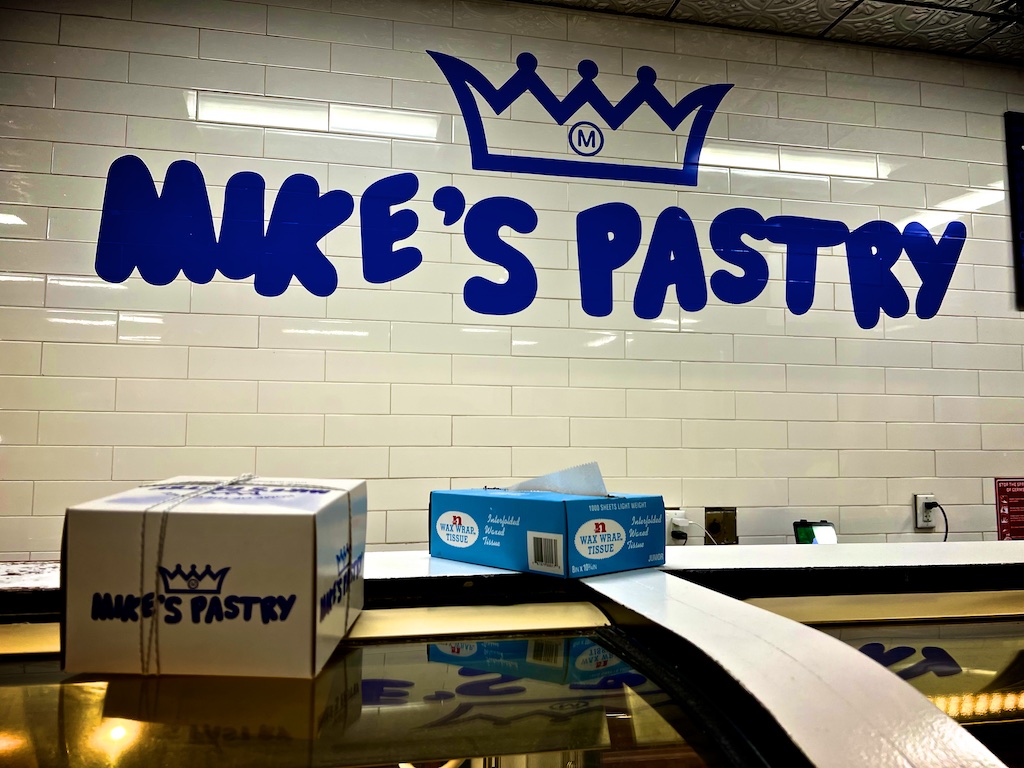 M
MIKE'S PASTRY
MIKE'S PASTRY
WAX WRAP
TISSUE
Interfolded
Waxed
Tissue
1000 SHEETS LIGHT WEIGHT
WAX WRAP
TISSUE
Interfolded
Waxed
Tissue
JUNIOR